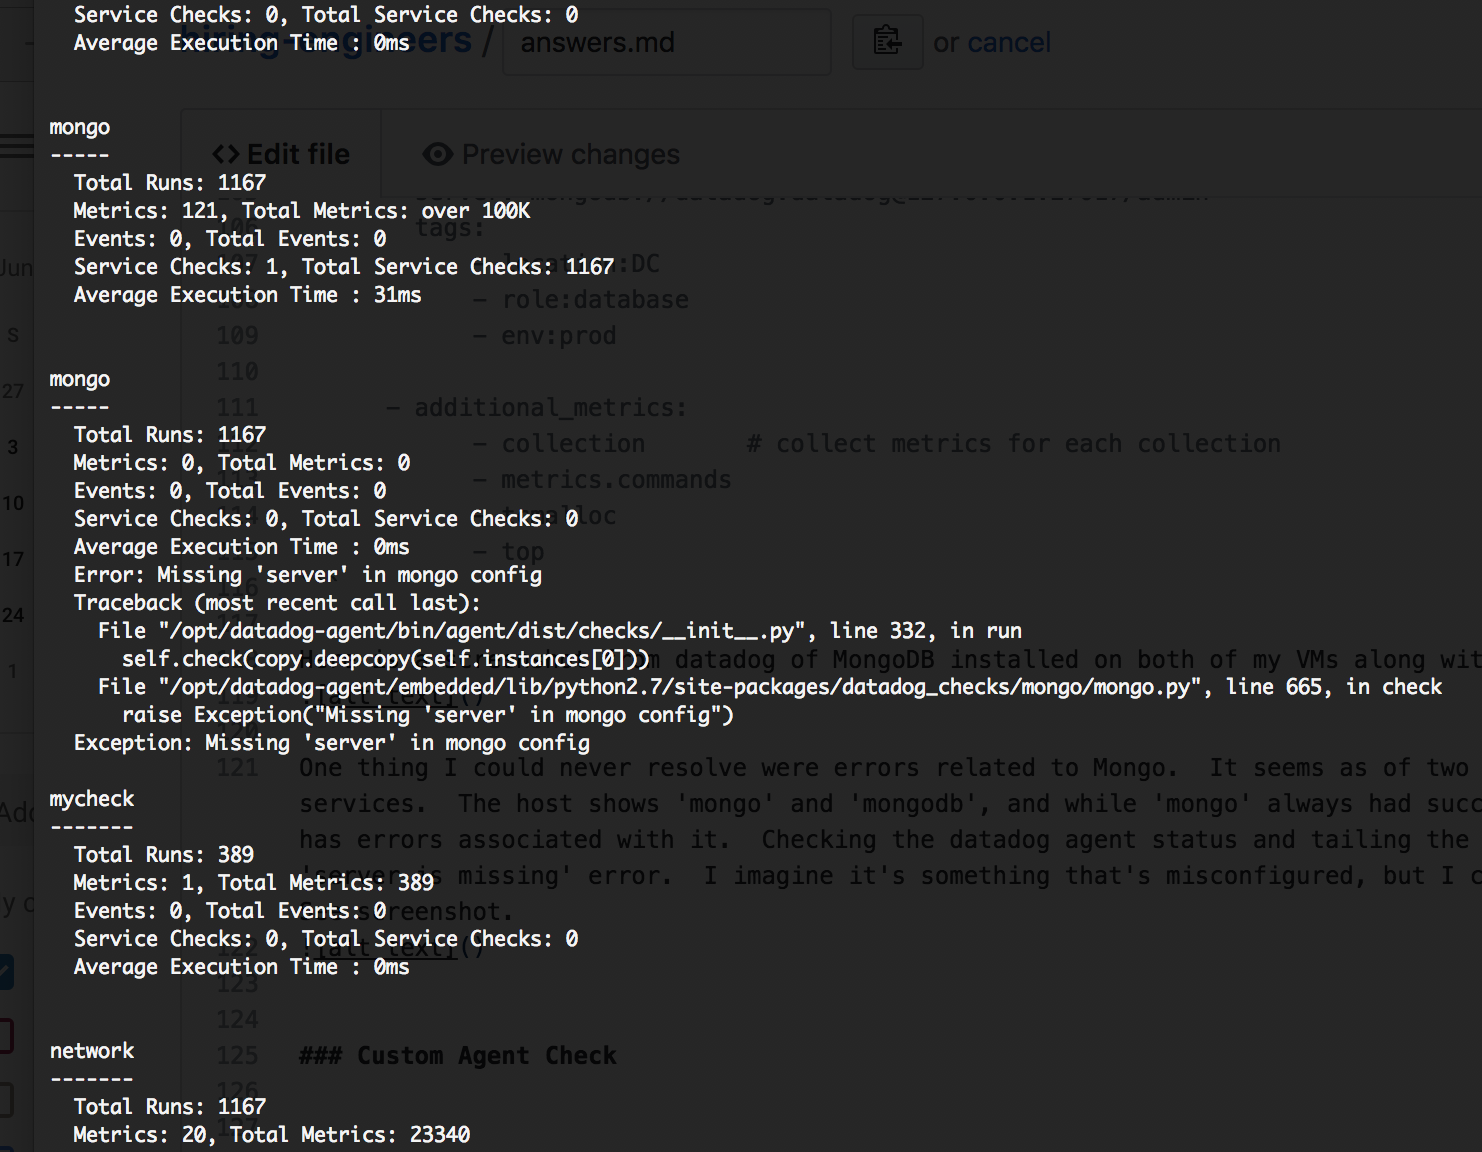 Service Checks: 0, Total Service Checks: 0
Average Execution Time : 0ms
hiring-engineers / answers.md or cancel
mongo
-----
<> Edit file Preview changes
Total Runs: 1167
Metrics: 121, Total Metrics: over 100K
tags:
Events: 0, Total Events: 0
Service Checks: 1, Total Service Checks: 1167
location:DC
Average Execution Time : 31ms
- role:database
109 - env:prod
110
mongo
-----
111 - additional_metrics:
Total Runs: 1167
- collection # collect metrics for each collection
Metrics: 0, Total Metrics: 0
- metrics.commands
Events: 0, Total Events: 0
Service Checks: 0, Total Service Checks: 0
Average Execution Time : 0ms
- top
Error: Missing 'server' in mongo config
Traceback (most recent call last):
File "/opt/datadog-agent/bin/agent/dist/checks/__init__.py", line 332, in run
self.check(copy.deepcopy(self.instances[0]))
datadog of MongoDB installed on both of my VMs along
File "/opt/datadog-agent/embedded/lib/python2.7/site-packages/datadog_checks/mongo/mongo.py", line 665, in check
raise Exception("Missing 'server' in mongo config")
Exception: Missing 'server' in mongo config
121 One thing I could never resolve were errors related to Mongo. It seems as of two
mycheck
-------
services. The host shows 'mongo' and 'mongodb', and while 'mongo' always had
has errors associated with it. Checking the datadog agent status and tailing the
Total Runs: 389
Metrics: 1, Total Metrics: 389
missing' error. I imagine it's something that's misconfigured, but I
Events: 0, Total Events: 0
screenshot.
Service Checks: 0, Total Service Checks: 0
Average Execution Time : 0ms
123
124
network
-------
125 ### Custom Agent Check
126
Total Runs: 1167
Metrics: 20, Total Metrics: 23340
Jun
S
27
3
10
17
24
1